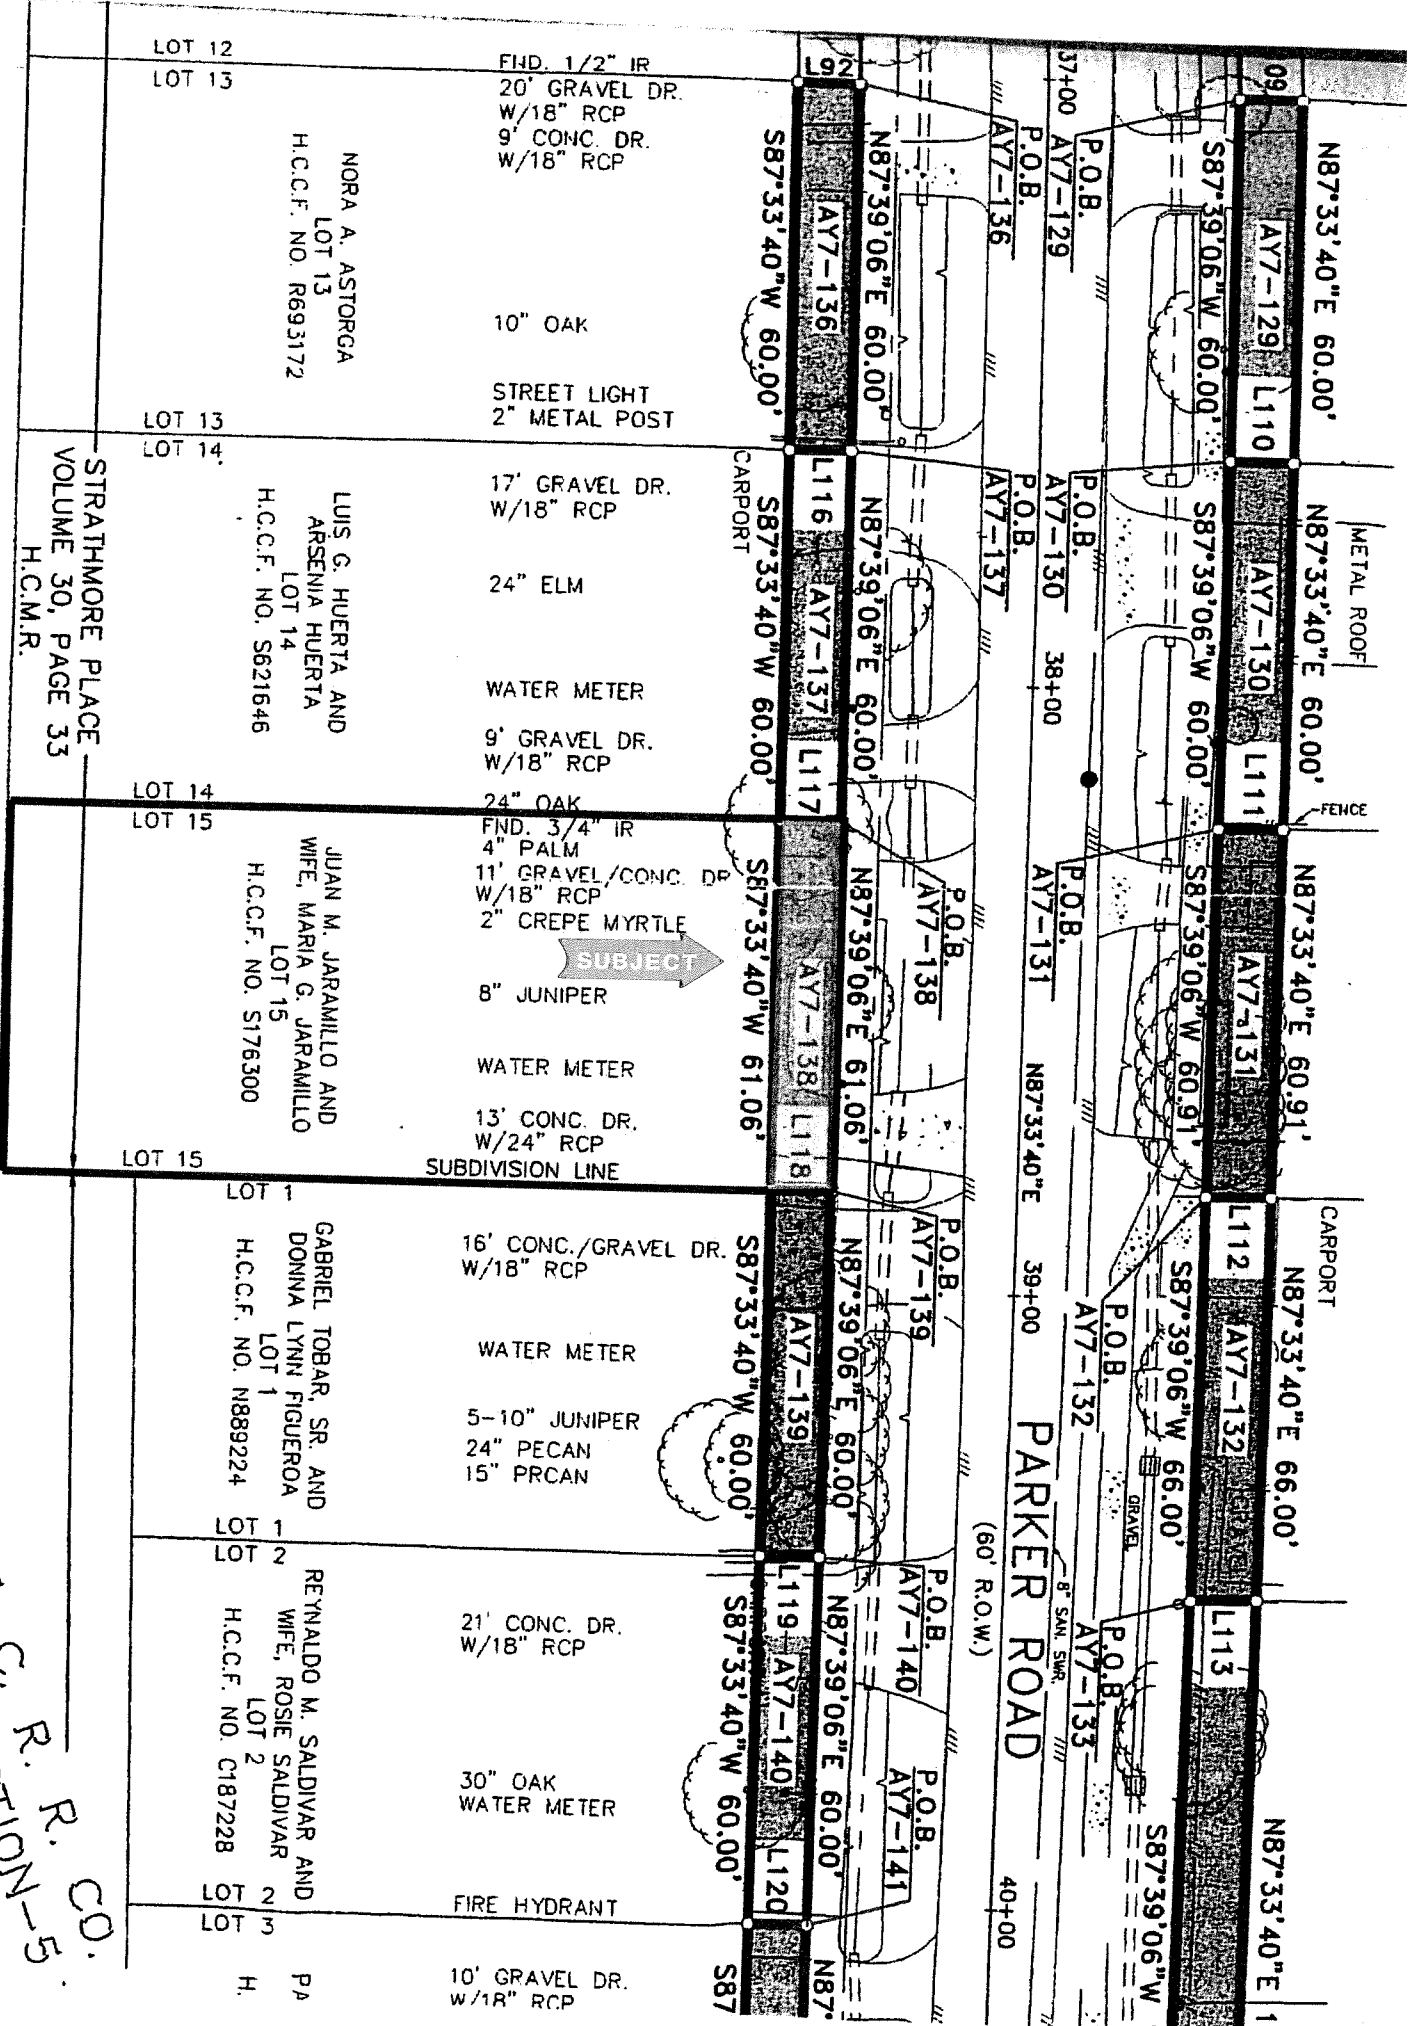 LOT 12
LOT 13
FND. 1/2" IR
20' GRAVEL DR.
W/18" RCP
9' CONC. DR.
W/18" RCP
10" OAK
STREET LIGHT
2" METAL POST
NORA A. ASTORGA
LOT 13
H.C.C.F. NO. R693172
LOT 13
LOT 14
17' GRAVEL DR.
W/18" RCP
24" ELM
WATER METER
9' GRAVEL DR.
W/18" RCP
LUIS G. HUERTA AND
ARSENIA HUERTA
LOT 14
H.C.C.F. NO. S621646
STRATHMORE PLACE
VOLUME 30, PAGE 33
H.C.M.R.
LOT 14
LOT 15
24" OAK
FND. 3/4" IR
4" PALM
11' GRAVEL/CONC. DR
W/18" RCP
2" CREPE MYRTLE
SUBJECT
8" JUNIPER
WATER METER
13' CONC. DR.
W/24" RCP
SUBDIVISION LINE
JUAN M. JARAMILLO AND
WIFE, MARIA G. JARAMILLO
LOT 15
H.C.C.F. NO. S176300
LOT 15
LOT 1
16' CONC./GRAVEL DR.
W/18" RCP
WATER METER
5-10" JUNIPER
24" PECAN
15" PRCAN
GABRIEL TOBAR, SR. AND
DONNA LYNN FIGUEROA
LOT 1
H.C.C.F. NO. N889224
LOT 1
LOT 2
21' CONC. DR.
W/18" RCP
30" OAK
WATER METER
REYNALDO M. SALDIVAR AND
WIFE, ROSIE SALDIVAR
LOT 2
H.C.C.F. NO. C187228
LOT 2
LOT 3
FIRE HYDRANT
10' GRAVEL DR.
W/18" RCP
PA
H.
C. R. R. CO.
TION-5
L92
N87°39'06"E 60.00'
AY7-136
S87°33'40"W 60.00'
CARPORT
L116
N87°39'06"E 60.00'
AY7-137
S87°33'40"W 60.00'
L117
N87°39'06"E 61.06'
AY7-138
S87°33'40"W 61.06'
L118
N87°39'06"E 60.00'
AY7-139
S87°33'40"W 60.00'
L119
N87°39'06"E 60.00'
AY7-140
S87°33'40"W 60.00'
L120
N87°
S87
P.O.B.
AY7-136
P.O.B.
AY7-137
P.O.B.
AY7-138
P.O.B.
AY7-139
P.O.B.
AY7-140
P.O.B.
AY7-141
37+00
38+00
N87°33'40"E
39+00
PARKER ROAD
(60' R.O.W.)
8" SAN. SWR.
40+00
P.O.B.
AY7-129
P.O.B.
AY7-130
P.O.B.
AY7-131
P.O.B.
AY7-132
P.O.B.
AY7-133
GRAVEL
09
N87°33'40"E 60.00'
AY7-129
S87°39'06"W 60.00'
L110
METAL ROOF
N87°33'40"E 60.00'
AY7-130
S87°39'06"W 60.00'
L111
FENCE
N87°33'40"E 60.91'
AY7-131
S87°39'06"W 60.91'
L112
CARPORT
N87°33'40"E 66.00'
AY7-132
S87°39'06"W 66.00'
L113
N87°33'40"E 1
S87°39'06"W